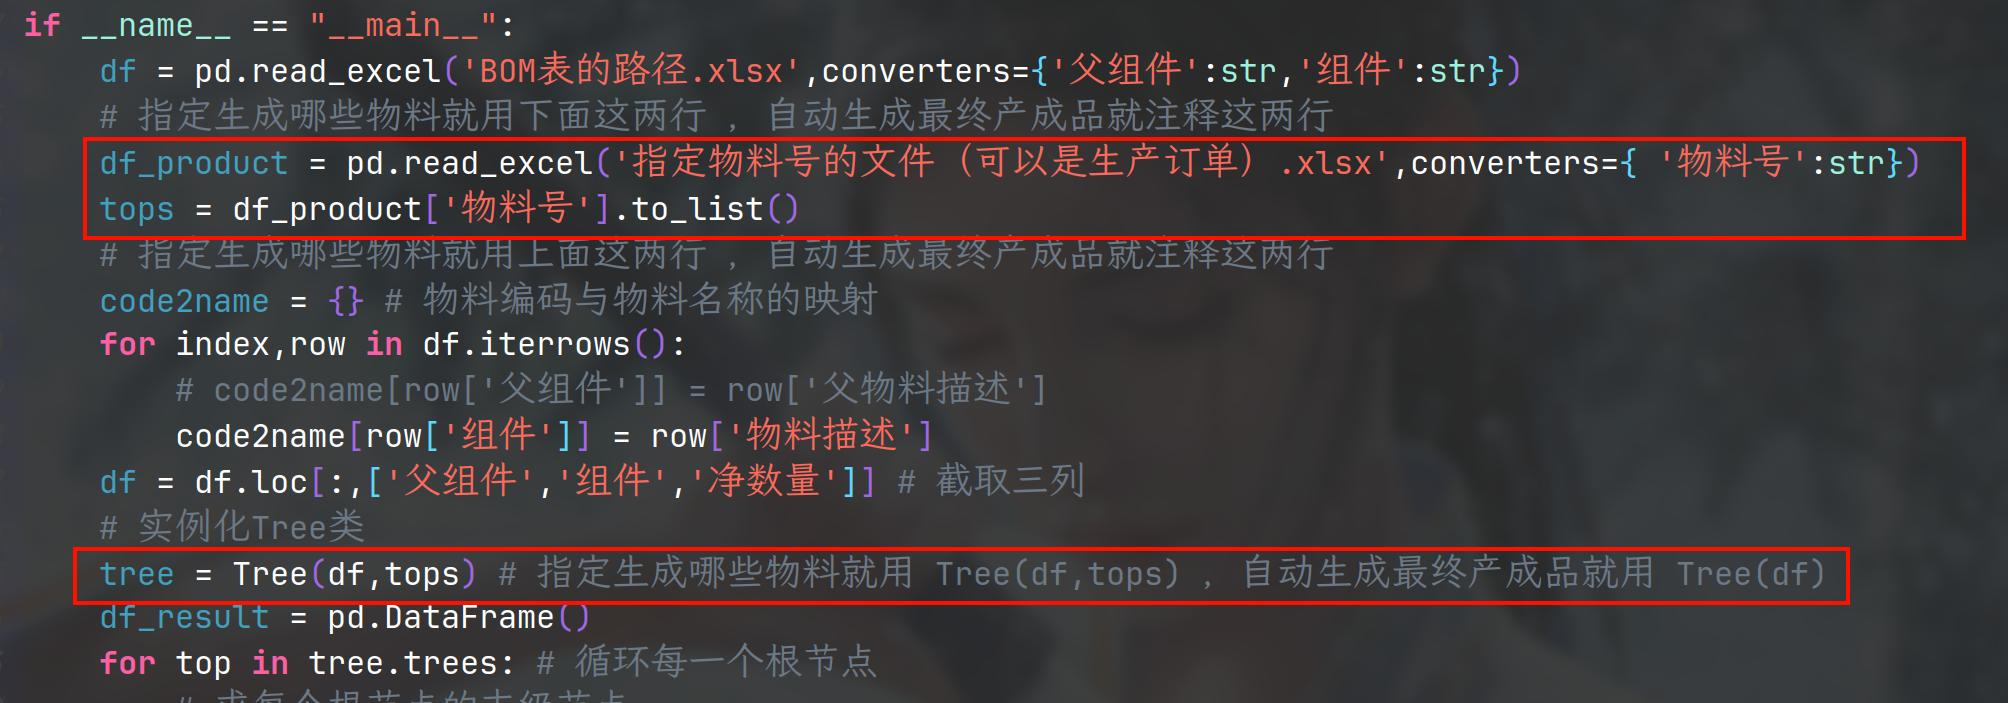 if __name__ == "__main__":
    df = pd.read_excel('BOM表的路径.xlsx',converters={'父组件':str,'组件':str})
    # 指定生成哪些物料就用下面这两行 , 自动生成最终产成品就注释这两行
    df_product = pd.read_excel('指定物料号的文件（可以是生产订单）.xlsx',converters={ '物料号':str})
    tops = df_product['物料号'].to_list()
    # 指定生成哪些物料就用上面这两行 , 自动生成最终产成品就注释这两行
    code2name = {} # 物料编码与物料名称的映射
    for index,row in df.iterrows():
        # code2name[row['父组件']] = row['父物料描述']
        code2name[row['组件']] = row['物料描述']
    df = df.loc[:,['父组件','组件','净数量']] # 截取三列
    # 实例化Tree类
    tree = Tree(df,tops) # 指定生成哪些物料就用 Tree(df,tops) , 自动生成最终产成品就用 Tree(df)
    df_result = pd.DataFrame()
    for top in tree.trees: # 循环每一个根节点